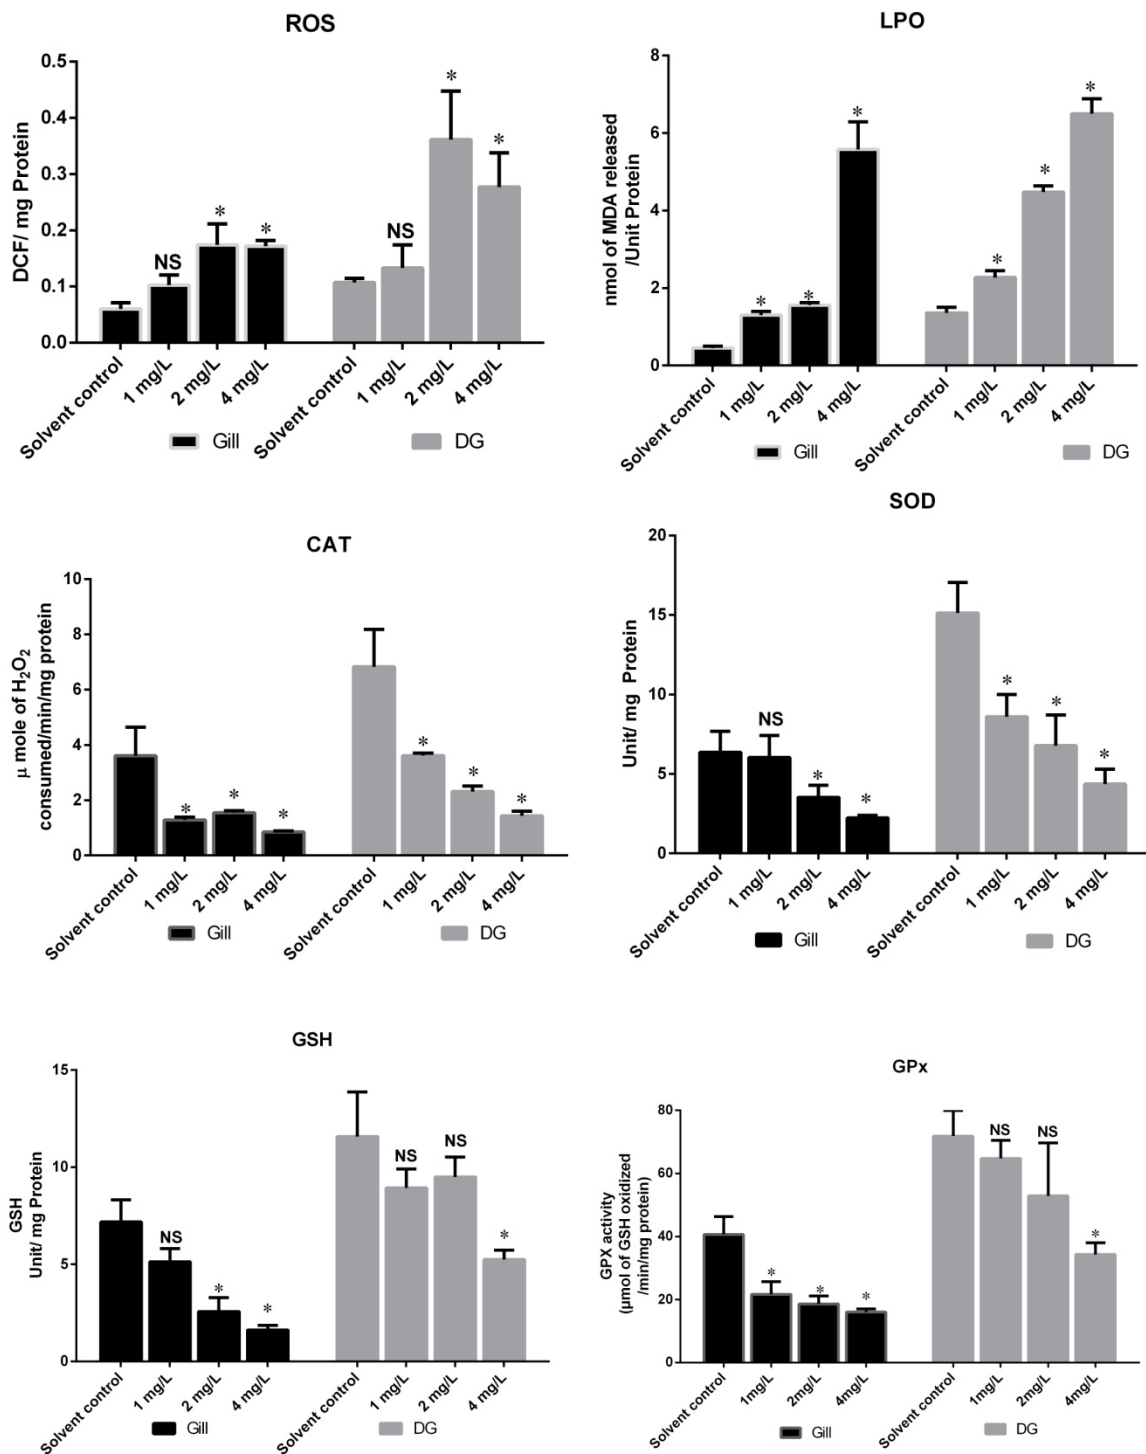 ROS
DCF/ mg Protein
0.5
0.4
0.3
0.2
0.1
0.0
NS
*
*
NS
*
*
Solvent control
1 mg/L
2 mg/L
4 mg/L
Solvent control
1 mg/L
2 mg/L
4 mg/L
Gill
DG
LPO
nmol of MDA released
/Unit Protein
8
6
4
2
0
*
*
*
*
*
*
Solvent control
1 mg/L
2 mg/L
4 mg/L
Solvent control
1 mg/L
2 mg/L
4 mg/L
Gill
DG
CAT
µ mole of H₂O₂
consumed/min/mg protein
10
8
6
4
2
0
*
*
*
*
*
*
Solvent control
1 mg/L
2 mg/L
4 mg/L
Solvent control
1 mg/L
2 mg/L
4 mg/L
Gill
DG
SOD
Unit/ mg Protein
20
15
10
5
0
NS
*
*
*
*
*
Solvent control
1 mg/L
2 mg/L
4 mg/L
Solvent control
1 mg/L
2 mg/L
4 mg/L
Gill
DG
GSH
GSH
Unit/ mg Protein
15
10
5
0
NS
*
*
NS
NS
*
Solvent control
1 mg/L
2 mg/L
4 mg/L
Solvent control
1 mg/L
2 mg/L
4 mg/L
Gill
DG
GPx
GPX activity
(µmol of GSH oxidized
/min/mg protein)
80
60
40
20
0
*
*
*
NS
NS
*
Solvent control
1mg/L
2mg/L
4mg/L
Solvent control
1mg/L
2mg/L
4mg/L
Gill
DG